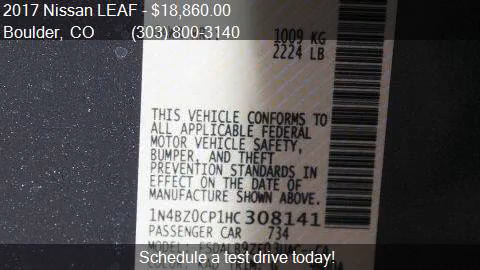 2017 Nissan LEAF - $18,860.00
Boulder, CO (303) 800-3140
1009 KG
2224 LB
THIS VEHICLE CONFORMS TO
ALL APPLICABLE FEDERAL
MOTOR VEHICLE SAFETY,
BUMPER, AND THEFT
PREVENTION STANDARDS IN
EFFECT ON THE DATE OF
MANUFACTURE SHOWN ABOVE.
1N4BZ0CP1HC308141
PASSENGER CAR 734
MODEL:
Schedule a test drive today!